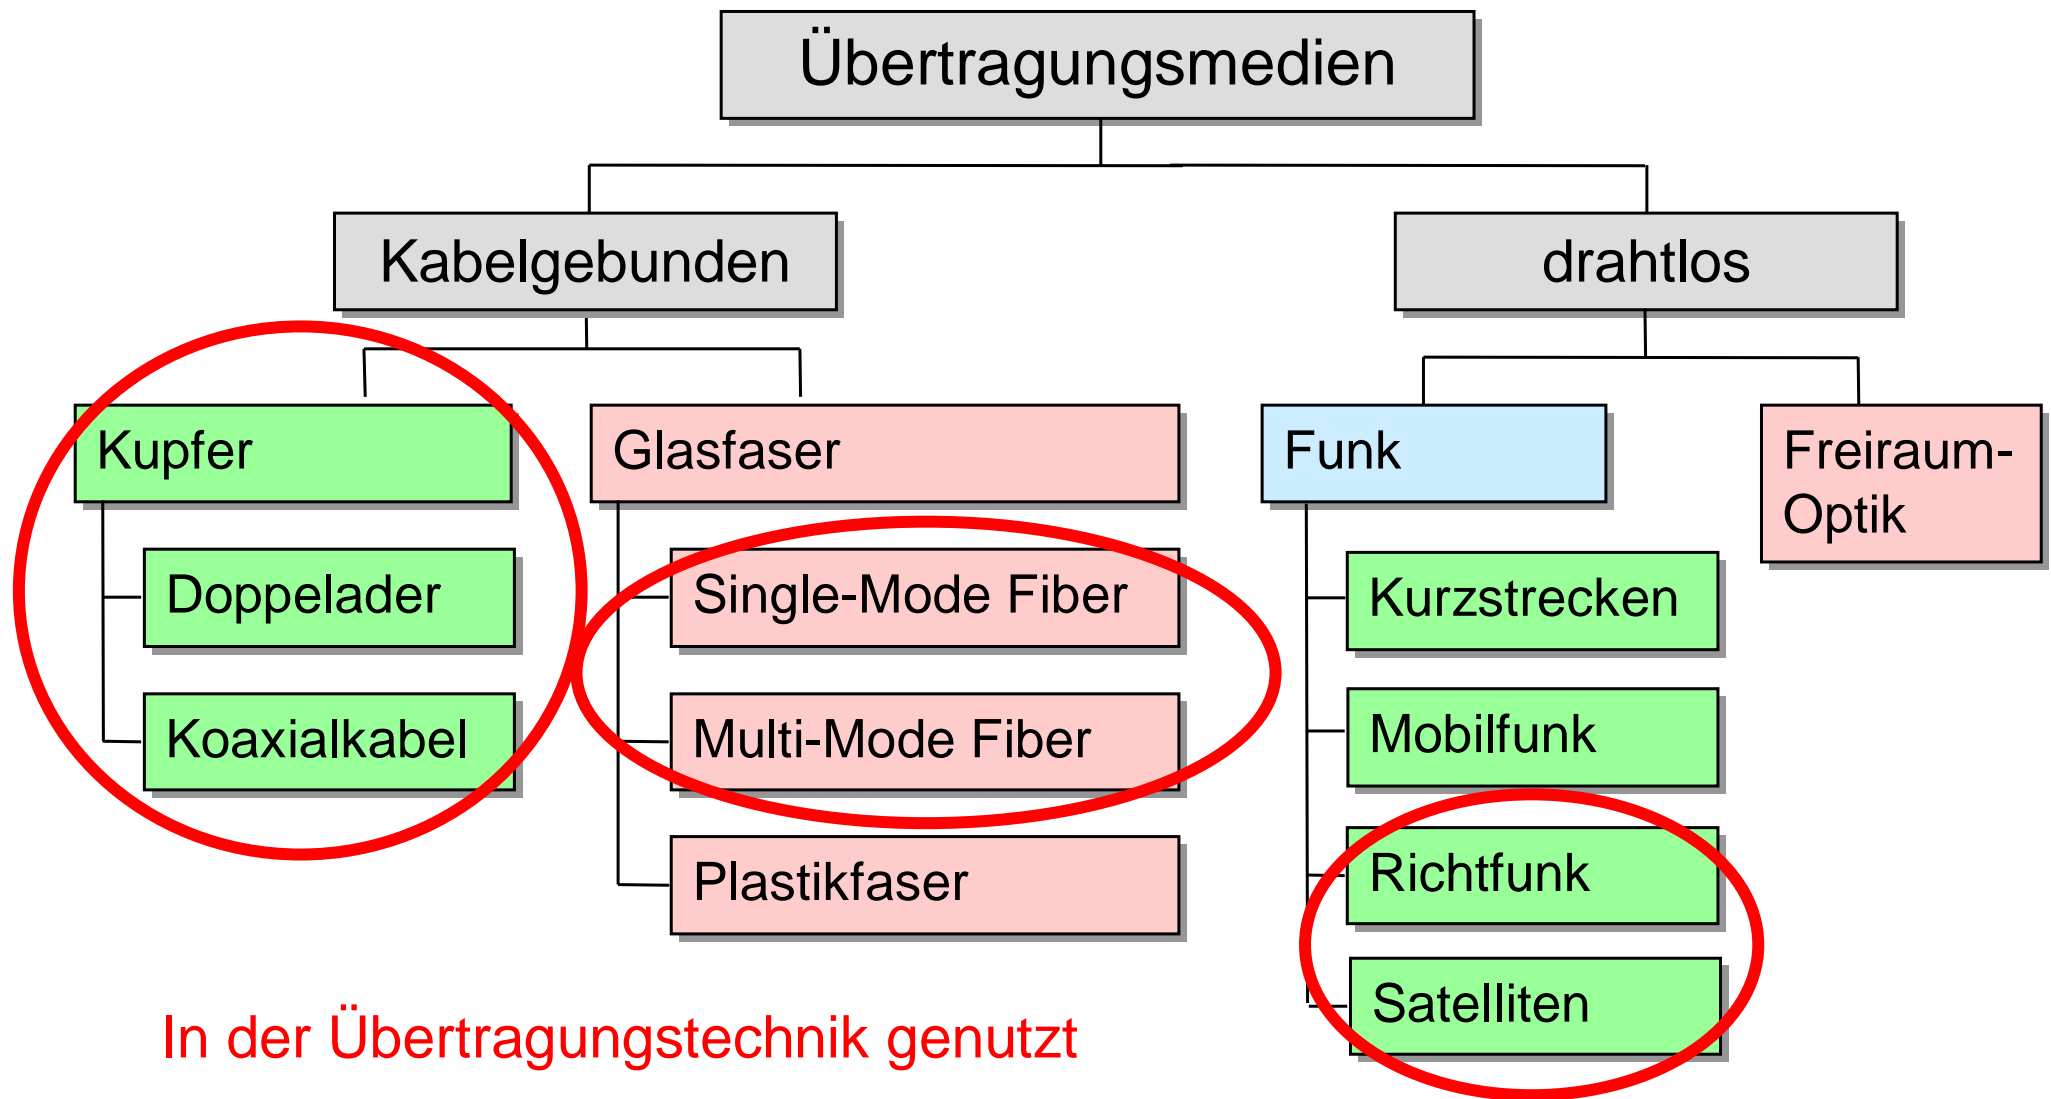 Übertragungsmedien
Kabelgebunden
drahtlos
Kupfer
Doppelader
Koaxialkabel
Glasfaser
Single-Mode Fiber
Multi-Mode Fiber
Plastikfaser
Funk
Kurzstrecken
Mobilfunk
Richtfunk
Satelliten
Freiraum-
Optik
In der Übertragungstechnik genutzt